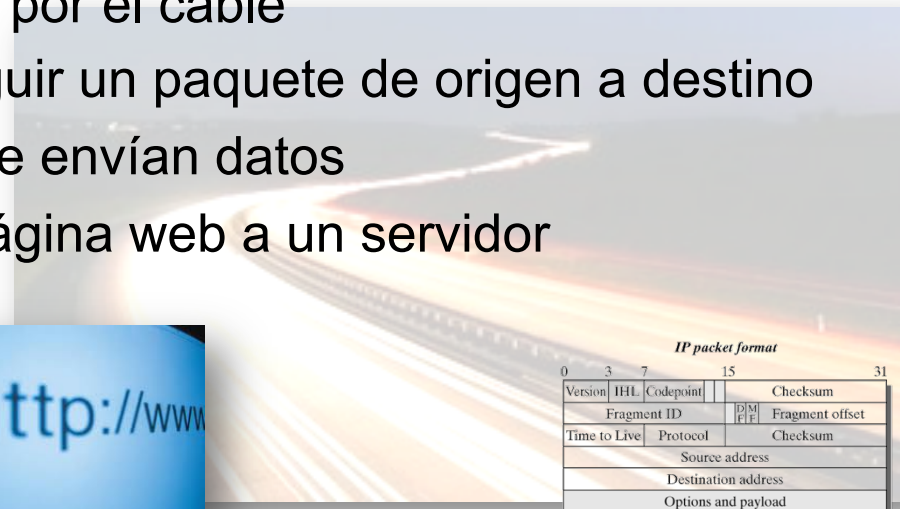 por el cable
uir un paquete de origen a destino
e envían datos
ágina web a un servidor
ttp://www
IP packet format
0 3 7 15 31
Version IHL Codepoint Checksum
Fragment ID DF MF Fragment offset
Time to Live Protocol Checksum
Source address
Destination address
Options and payload